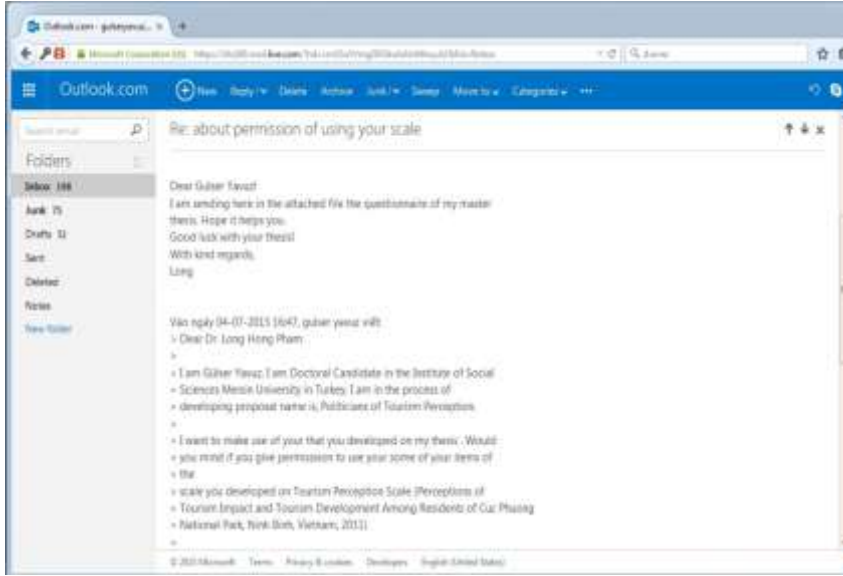 Outlook.com
New Reply Delete Archive Junk Sweep Move to Categories ...
Re: about permission of using your scale
Folders
Inbox 166
Junk 75
Drafts
Sent
Deleted
Notes
New folder
Dear Gulser Yavuz!
I am sending here in the attached file the questionnaire of my master
thesis. Hope it helps you.
Good luck with your thesis!
With kind regards,
Long
Vào ngày 04-07-2015 16:47, gulser yavuz viết:
> Dear Dr. Long Hong Pham
>
> I am Gülser Yavuz. I am Doctoral Candidate in the Institute of Social
> Sciences Mersin University in Turkey. I am in the process of
> developing proposal name is; Politicians of Tourism Perception
>
> I want to make use of your that you developed on my thesis . Would
> you mind if you give permission to use your some of your items of
> the
> scale you developed on Tourism Perception Scale (Perceptions of
> Tourism Impact and Tourism Development Among Residents of Cuc Phuong
> National Park, Ninh Binh, Vietnam, 2011)
>
© 2015 Microsoft Terms Privacy & cookies Developers English (United States)